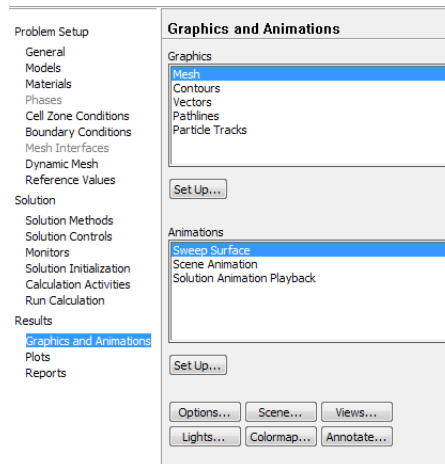 Problem Setup
General
Models
Materials
Phases
Cell Zone Conditions
Boundary Conditions
Mesh Interfaces
Dynamic Mesh
Reference Values
Solution
Solution Methods
Solution Controls
Monitors
Solution Initialization
Calculation Activities
Run Calculation
Results
Graphics and Animations
Plots
Reports
Graphics and Animations
Graphics
Mesh
Contours
Vectors
Pathlines
Particle Tracks
Set Up...
Animations
Sweep Surface
Scene Animation
Solution Animation Playback
Set Up...
Options... Scene... Views...
Lights... Colormap... Annotate...